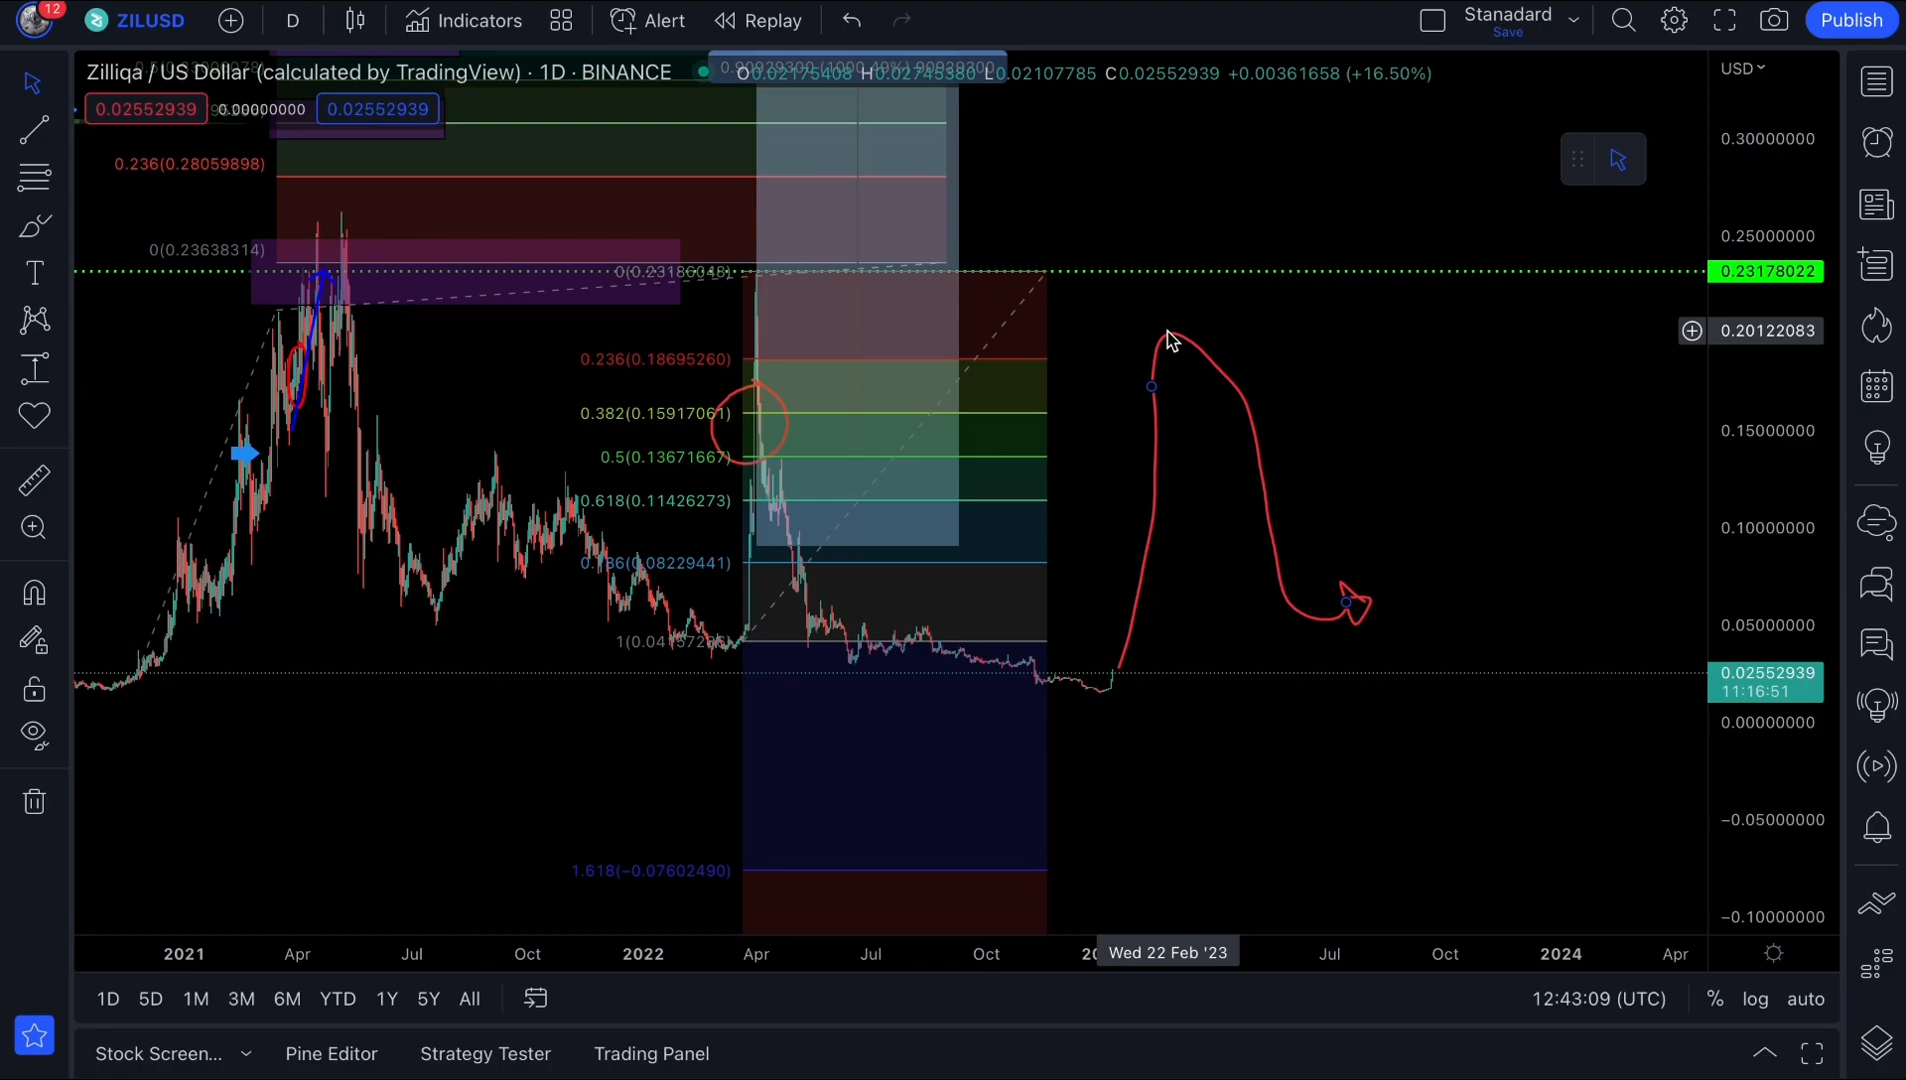 12
ZILUSD
D
Indicators
Alert
Replay
Stanadard
Save
Publish
Zilliqa / US Dollar (calculated by TradingView) · 1D · BINANCE
O0.02175408 H0.02745380 L0.02107785 C0.02552939 +0.00361658 (+16.50%)
USD
0.02552939
0.00000000
0.02552939
0.30000000
0.236(0.28059898)
0.25000000
0(0.23638314)
0(0.23186048)
0.23178022
0.20122083
0.236(0.18695260)
0.382(0.15917061)
0.15000000
0.5(0.13671667)
0.618(0.11426273)
0.10000000
0.786(0.08229441)
0.05000000
0.02552939
11:16:51
0.00000000
−0.05000000
1.618(−0.07602490)
−0.10000000
2021
Apr
Jul
Oct
2022
Apr
Jul
Oct
Wed 22 Feb '23
Jul
Oct
2024
Apr
1D
5D
1M
3M
6M
YTD
1Y
5Y
All
12:43:09 (UTC)
%
log
auto
Stock Screen...
Pine Editor
Strategy Tester
Trading Panel